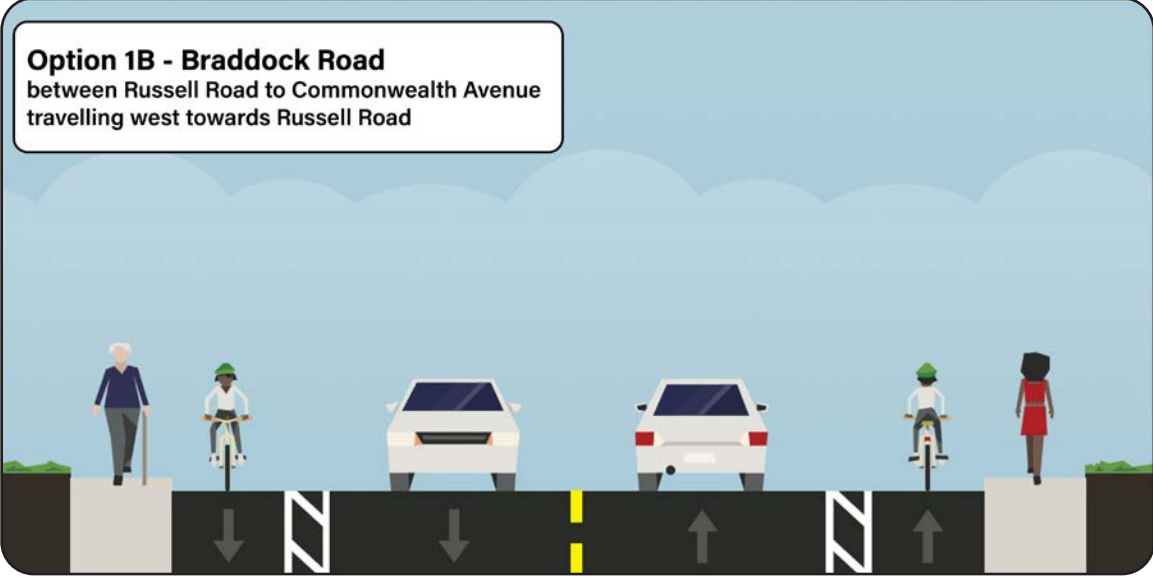 Option 1B - Braddock Road
between Russell Road to Commonwealth Avenue
travelling west towards Russell Road